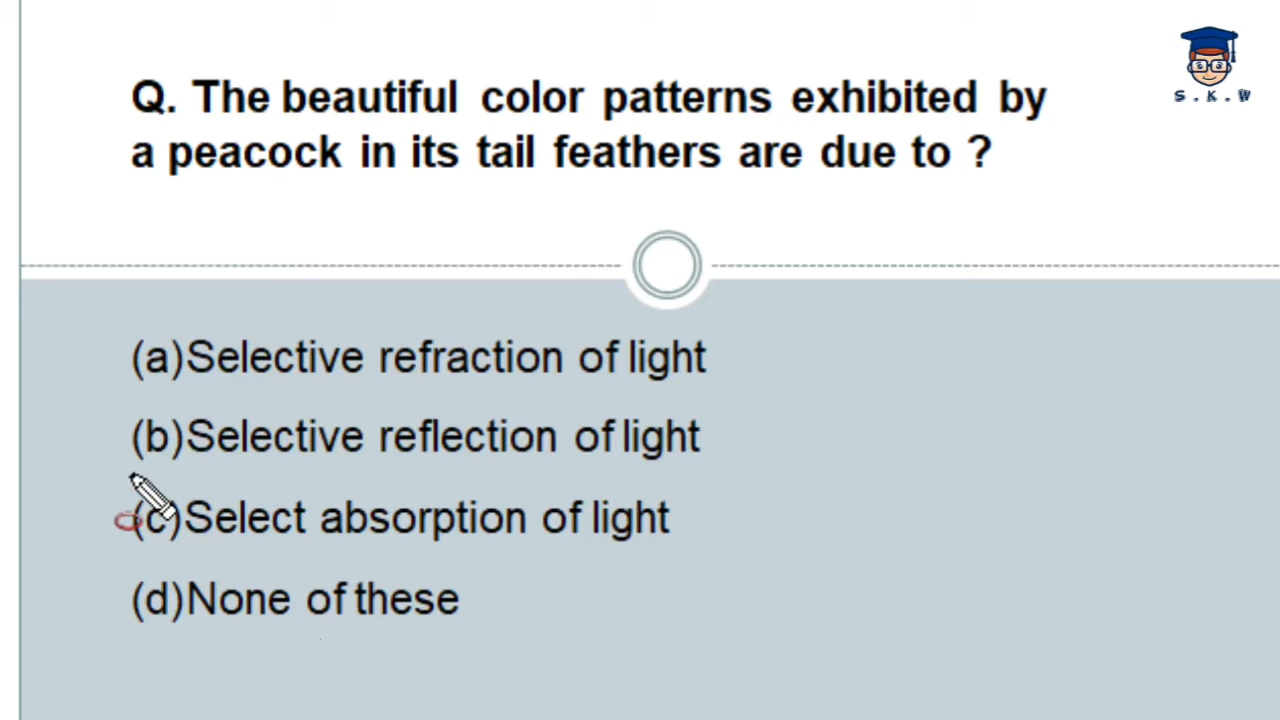 S.K.W
Q. The beautiful color patterns exhibited by
a peacock in its tail feathers are due to ?
(a)Selective refraction of light
(b)Selective reflection of light
(c)Select absorption of light
(d)None of these